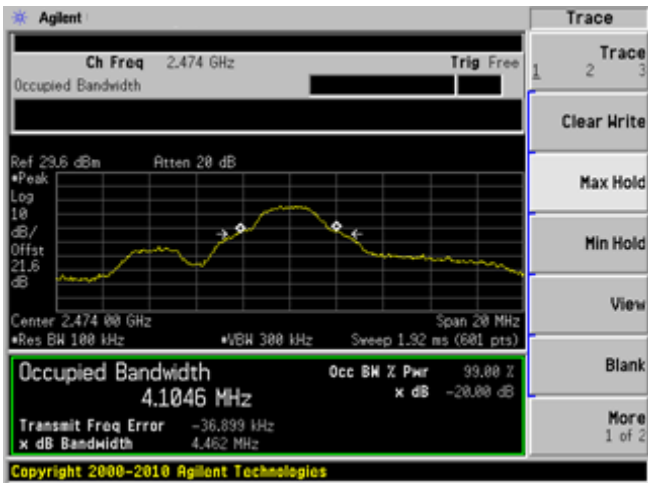 Agilent
Trace
Ch Freq 2.474 GHz Trig Free
Occupied Bandwidth
Trace
1 2 3
Clear Write
Max Hold
Min Hold
View
Blank
More
1 of 2
Ref 29.6 dBm Atten 20 dB
•Peak
Log
10
dB/
Offst
21.6
dB
Center 2.474 00 GHz Span 20 MHz
•Res BW 100 kHz •VBW 300 kHz Sweep 1.92 ms (601 pts)
Occupied Bandwidth Occ BW % Pwr 99.00 %
4.1046 MHz x dB -20.00 dB
Transmit Freq Error -36.899 kHz
x dB Bandwidth 4.462 MHz
Copyright 2000-2010 Agilent Technologies